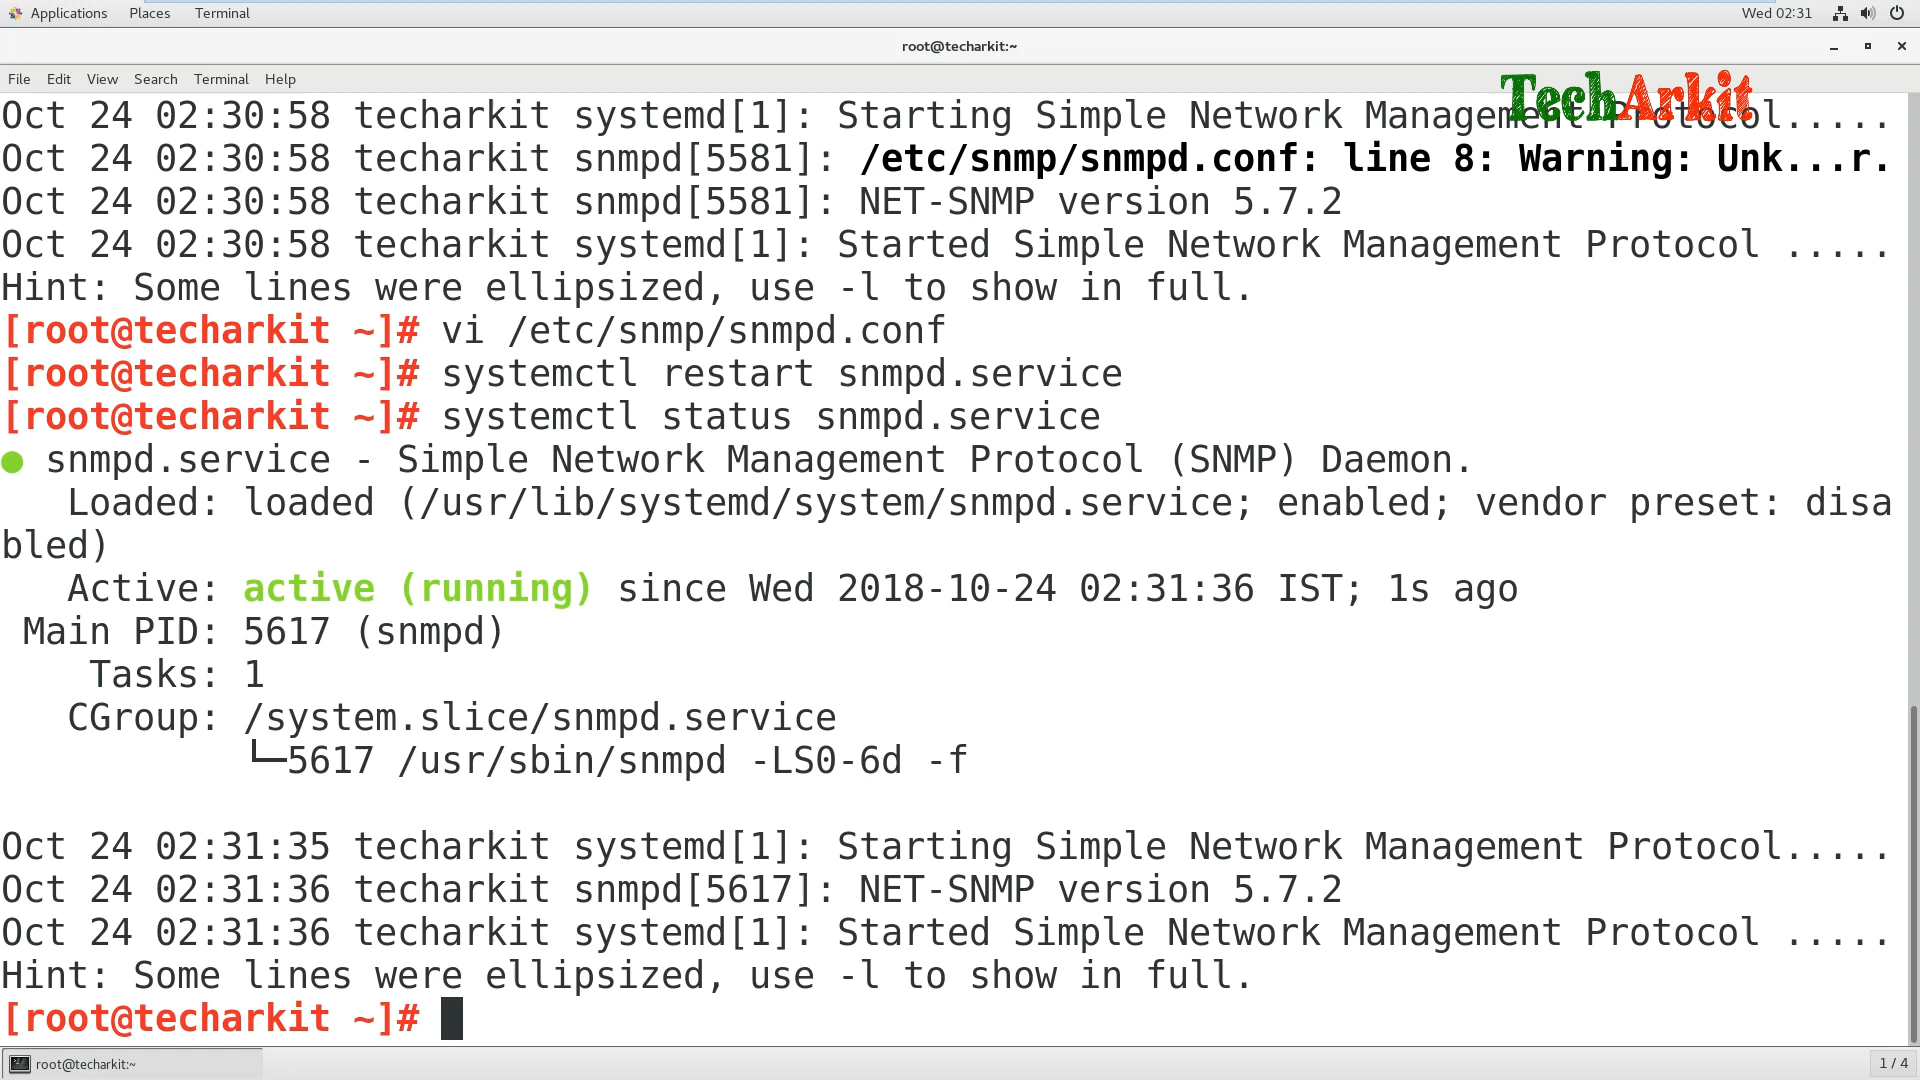 Applications Places Terminal Wed 02:31
root@techarkit:~
File Edit View Search Terminal Help
TechArkit
Oct 24 02:30:58 techarkit systemd[1]: Starting Simple Network Management Protocol.....
Oct 24 02:30:58 techarkit snmpd[5581]: /etc/snmp/snmpd.conf: line 8: Warning: Unk...r.
Oct 24 02:30:58 techarkit snmpd[5581]: NET-SNMP version 5.7.2
Oct 24 02:30:58 techarkit systemd[1]: Started Simple Network Management Protocol .....
Hint: Some lines were ellipsized, use -l to show in full.
[root@techarkit ~]# vi /etc/snmp/snmpd.conf
[root@techarkit ~]# systemctl restart snmpd.service
[root@techarkit ~]# systemctl status snmpd.service
● snmpd.service - Simple Network Management Protocol (SNMP) Daemon.
   Loaded: loaded (/usr/lib/systemd/system/snmpd.service; enabled; vendor preset: disa
bled)
   Active: active (running) since Wed 2018-10-24 02:31:36 IST; 1s ago
 Main PID: 5617 (snmpd)
    Tasks: 1
   CGroup: /system.slice/snmpd.service
           └─5617 /usr/sbin/snmpd -LS0-6d -f
Oct 24 02:31:35 techarkit systemd[1]: Starting Simple Network Management Protocol.....
Oct 24 02:31:36 techarkit snmpd[5617]: NET-SNMP version 5.7.2
Oct 24 02:31:36 techarkit systemd[1]: Started Simple Network Management Protocol .....
Hint: Some lines were ellipsized, use -l to show in full.
[root@techarkit ~]#
root@techarkit:~ 1 / 4